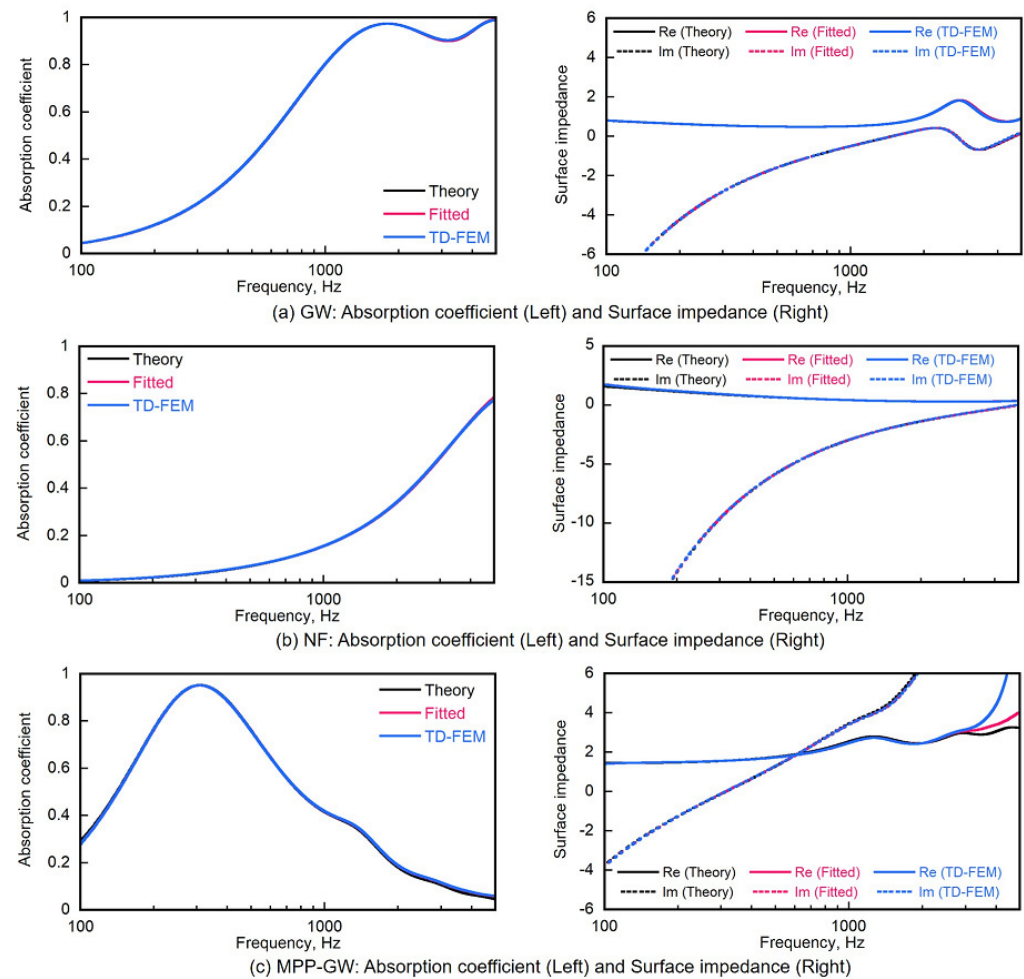 Absorption coefficient
1
0.8
0.6
0.4
0.2
0
Theory
Fitted
TD-FEM
100
1000
Frequency, Hz
Surface impedance
6
4
2
0
-2
-4
-6
Re (Theory) Re (Fitted) Re (TD-FEM)
Im (Theory) Im (Fitted) Im (TD-FEM)
100
1000
Frequency, Hz
(a) GW: Absorption coefficient (Left) and Surface impedance (Right)
Absorption coefficient
1
0.8
0.6
0.4
0.2
0
Theory
Fitted
TD-FEM
100
1000
Frequency, Hz
Surface impedance
5
0
-5
-10
-15
Re (Theory) Re (Fitted) Re (TD-FEM)
Im (Theory) Im (Fitted) Im (TD-FEM)
100
1000
Frequency, Hz
(b) NF: Absorption coefficient (Left) and Surface impedance (Right)
Absorption coefficient
1
0.8
0.6
0.4
0.2
0
Theory
Fitted
TD-FEM
100
1000
Frequency, Hz
Surface impedance
6
4
2
0
-2
-4
-6
Re (Theory) Re (Fitted) Re (TD-FEM)
Im (Theory) Im (Fitted) Im (TD-FEM)
100
1000
Frequency, Hz
(c) MPP-GW: Absorption coefficient (Left) and Surface impedance (Right)